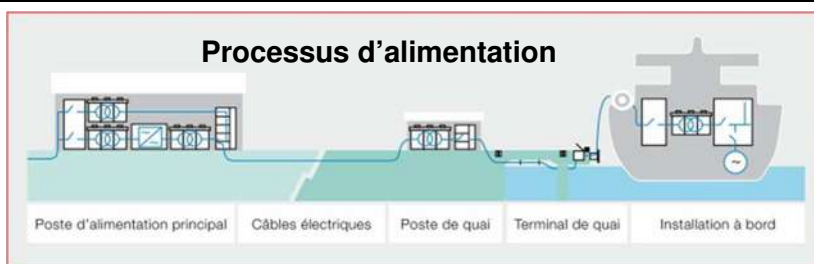 Processus d’alimentation
Poste d'alimentation principal
Câbles électriques
Poste de quai
Terminal de quai
Installation à bord